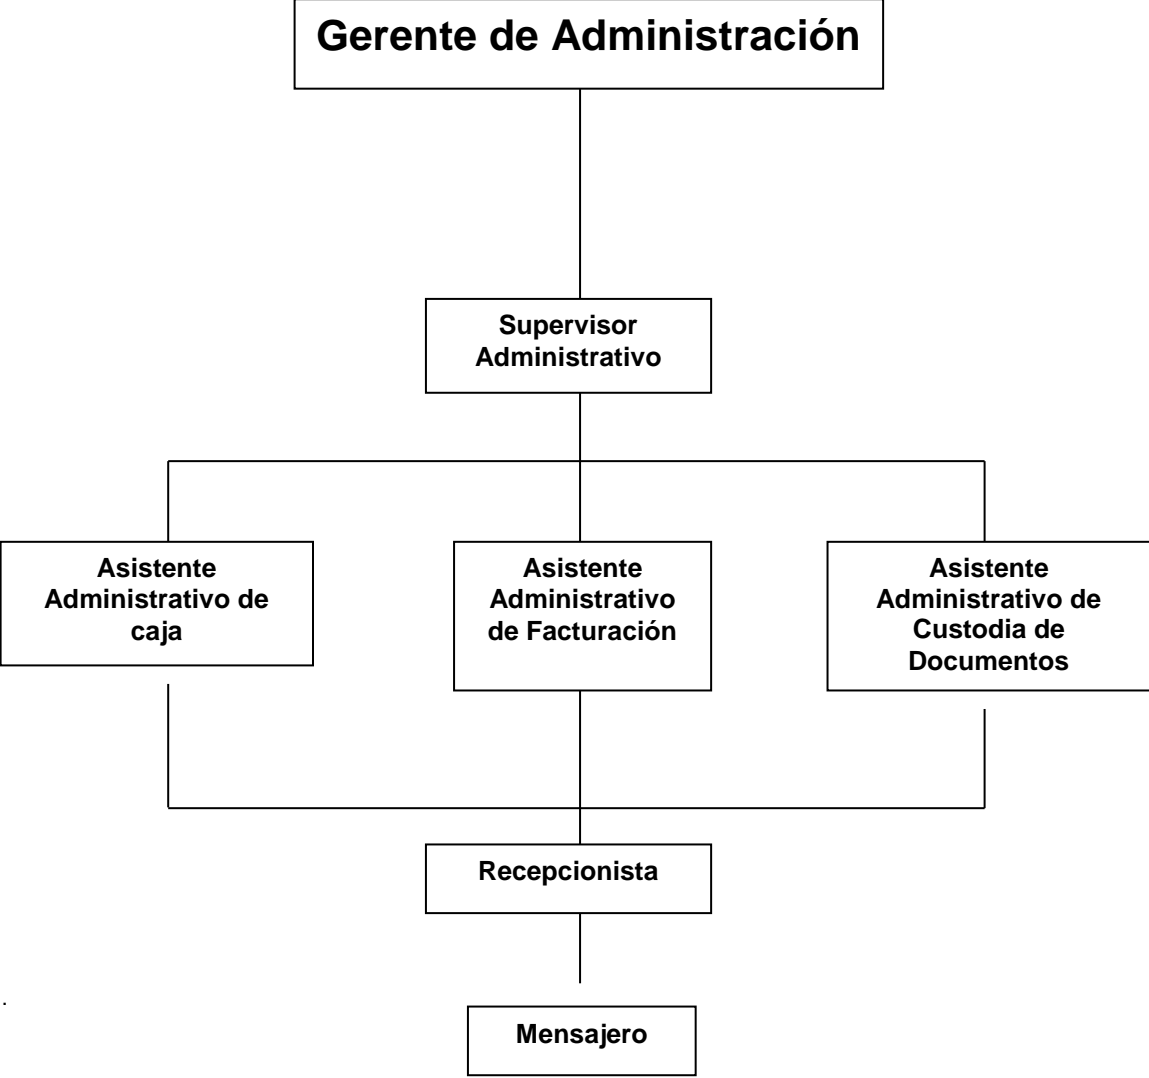 Gerente de Administración
Supervisor
Administrativo
Asistente
Administrativo de
caja
Asistente
Administrativo
de Facturación
Asistente
Administrativo de
Custodia de
Documentos
Recepcionista
.
Mensajero